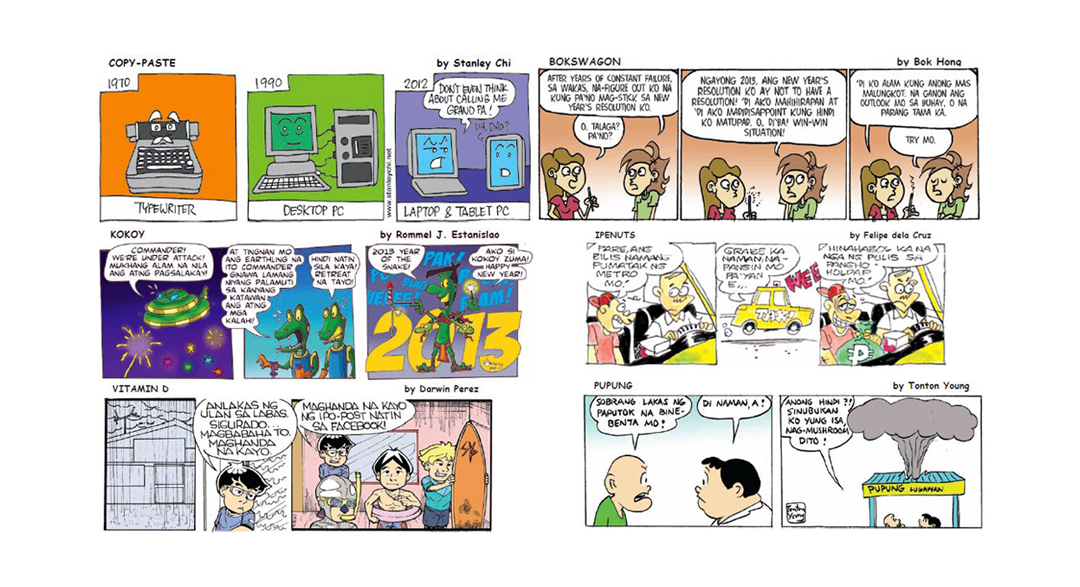 COPY-PASTE
by Stanley Chi
1970
TYPEWRITER
1990
DESKTOP PC
www.stanleychi.net
2012
DON'T EVEN THINK
ABOUT CALLING ME
GRAND PA!
UH, DAD?
LAPTOP & TABLET PC
BOKSWAGON
by Bok Hong
AFTER YEARS OF CONSTANT FAILURE,
SA WAKAS, NA-FIGURE OUT KO NA
KUNG PA'NO MAG-STICK SA NEW
YEAR'S RESOLUTION KO.
O, TALAGA?
PA'NO?
NGAYONG 2013, ANG NEW YEAR'S
RESOLUTION KO AY NOT TO HAVE A
RESOLUTION! 'DI AKO MAHIHIRAPAN AT
'DI AKO MADIDISAPPOINT KUNG HINDI
KO MATUPAD. O, DI'BA! WIN-WIN
SITUATION!
'DI KO ALAM KUNG ANONG MAS
MALUNGKOT: NA GANON ANG
OUTLOOK MO SA BUHAY, O NA
PARANG TAMA KA.
TRY MO.
KOKOY
by Rommel J. Estanislao
COMMANDER!
WE'RE UNDER ATTACK!
MUKHANG ALAM NA NILA
ANG ATING PAGSALAKAY!
AT TINGNAN MO
ANG EARTHLING NA
ITO COMMANDER
GINAWA LAMANG
NIYANG PALAMUTI
SA KANYANG
KATAWAN
ANG ATING
MGA
KALAHI!
HINDI NATIN
SILA KAYA!
RETREAT
NA TAYO!
2013 YEAR
OF THE
SNAKE!
PAK!
AKO SI
KOKOY ZUMA!
HAPPY
NEW YEAR!
2013
IPENUTS
by Felipe dela Cruz
PARE, ANG
BILIS NAMANG
PUMATAK NG
METRO
MO.
GRABE KA
NAMAN, NA-
PANSIN MO
PA 'YAN
E...
TAXI
WEE
HINAHABOL KA NA
NGA NG PULIS SA
PANGHO-
HOLDAP
MO!
₱
VITAMIN D
by Darwin Perez
ANLAKAS NG
ULAN SA LABAS.
SIGURADO...
MAGBABAHA TO.
MAGHANDA
NA KAYO.
MAGHANDA NA KAYO
NG IPO-POST NATIN
SA FACEBOOK!
PUPUNG
by Tonton Young
SOBRANG LAKAS NG
PAPUTOK NA BINE-
BENTA MO!
DI NAMAN, A!
ANONG HINDI?!
SINUBUKAN
KO YUNG ISA,
NAG-MUSHROOM
DITO!
PUPUNG LUGAWAN
Tonton
Young